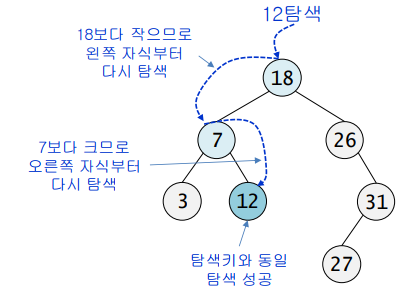 12탐색
18보다 작으므로
왼쪽 자식부터
다시 탐색
18
7보다 크므로
오른쪽 자식부터
다시 탐색
7
26
3
12
31
탐색키와 동일
탐색 성공
27